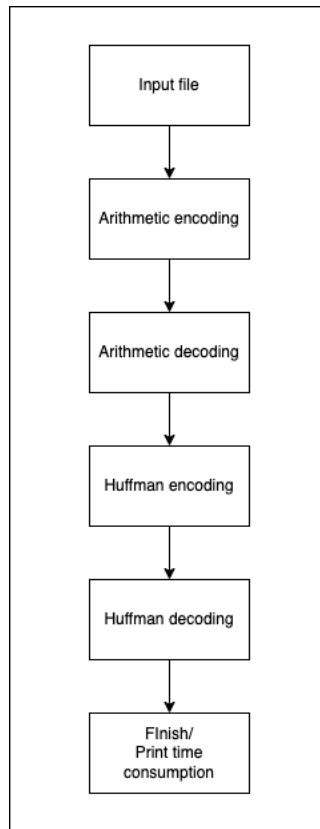 Input file
Arithmetic encoding
Arithmetic decoding
Huffman encoding
Huffman decoding
FInish/
Print time
consumption